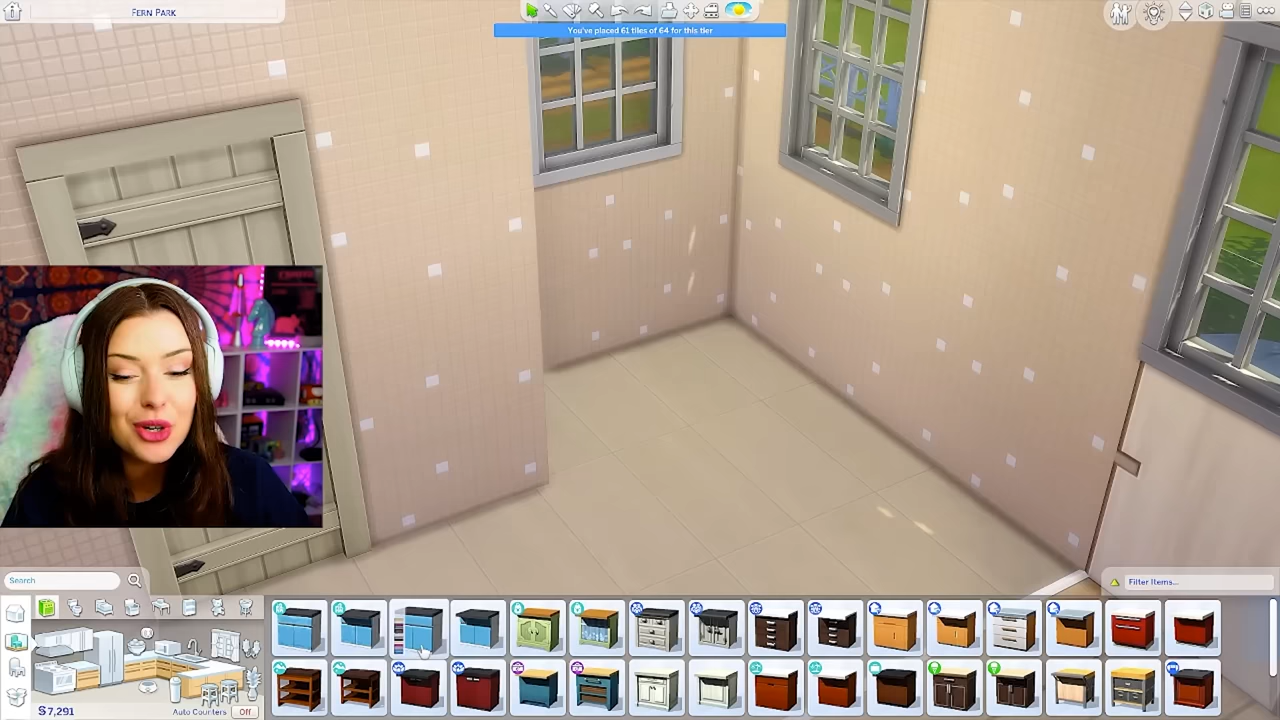 FERN PARK
You've placed 61 tiles of 64 for this tier
Search
Filter Items...
§7,291
Auto Counters
Off